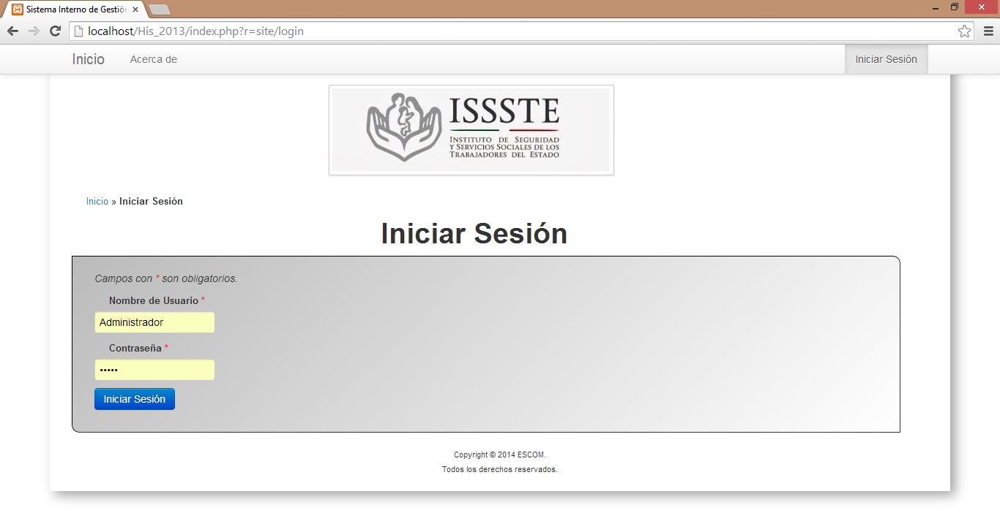 Sistema Interno de Gestión
localhost/His_2013/index.php?r=site/login
Inicio Acerca de Iniciar Sesión
ISSSTE
INSTITUTO DE SEGURIDAD
Y SERVICIOS SOCIALES DE LOS
TRABAJADORES DEL ESTADO
Inicio » Iniciar Sesión
Iniciar Sesión
Campos con * son obligatorios.
Nombre de Usuario *
Administrador
Contraseña *
•••••
Iniciar Sesión
Copyright © 2014 ESCOM.
Todos los derechos reservados.